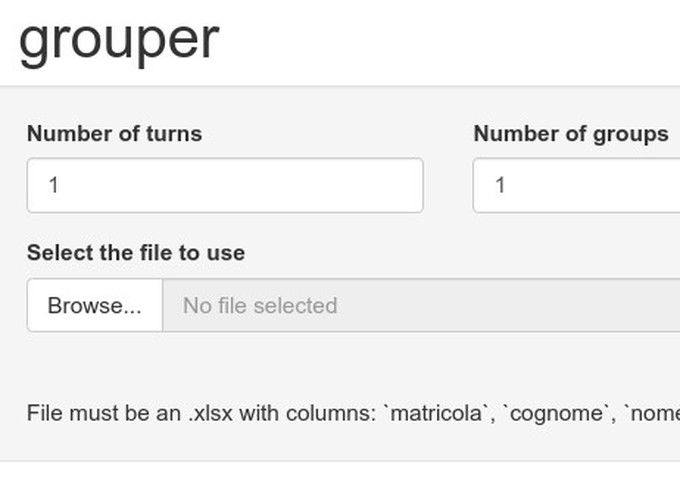 grouper
Number of turns
Number of groups
1
1
Select the file to use
Browse...
No file selected
File must be an .xlsx with columns: `matricola`, `cognome`, `nome